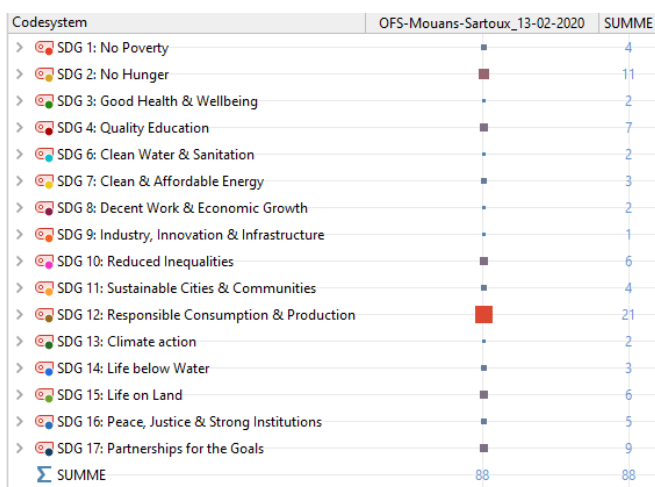 Codesystem OFS-Mouans-Sartoux_13-02-2020 SUMME
SDG 1: No Poverty 4
SDG 2: No Hunger 11
SDG 3: Good Health & Wellbeing 2
SDG 4: Quality Education 7
SDG 6: Clean Water & Sanitation 2
SDG 7: Clean & Affordable Energy 3
SDG 8: Decent Work & Economic Growth 2
SDG 9: Industry, Innovation & Infrastructure 1
SDG 10: Reduced Inequalities 6
SDG 11: Sustainable Cities & Communities 4
SDG 12: Responsible Consumption & Production 21
SDG 13: Climate action 2
SDG 14: Life below Water 3
SDG 15: Life on Land 6
SDG 16: Peace, Justice & Strong Institutions 5
SDG 17: Partnerships for the Goals 9
Σ SUMME 88 88